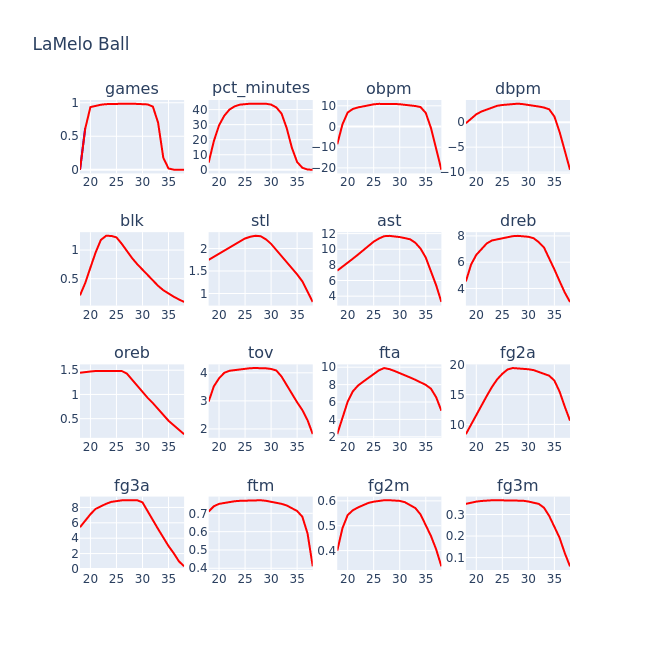 LaMelo Ball
games pct_minutes obpm dbpm
1 0.5 0 20 25 30 35
40 30 20 10 0 20 25 30 35
10 0 −10 −20 20 25 30 35
0 −5 −10 20 25 30 35
blk stl ast dreb
1 0.5 20 25 30 35
2 1.5 1 20 25 30 35
12 10 8 6 4 20 25 30 35
8 6 4 20 25 30 35
oreb tov fta fg2a
1.5 1 0.5 20 25 30 35
4 3 2 20 25 30 35
10 8 6 4 2 20 25 30 35
20 15 10 20 25 30 35
fg3a ftm fg2m fg3m
8 6 4 2 0 20 25 30 35
0.7 0.6 0.5 0.4 20 25 30 35
0.6 0.5 0.4 20 25 30 35
0.3 0.2 0.1 20 25 30 35